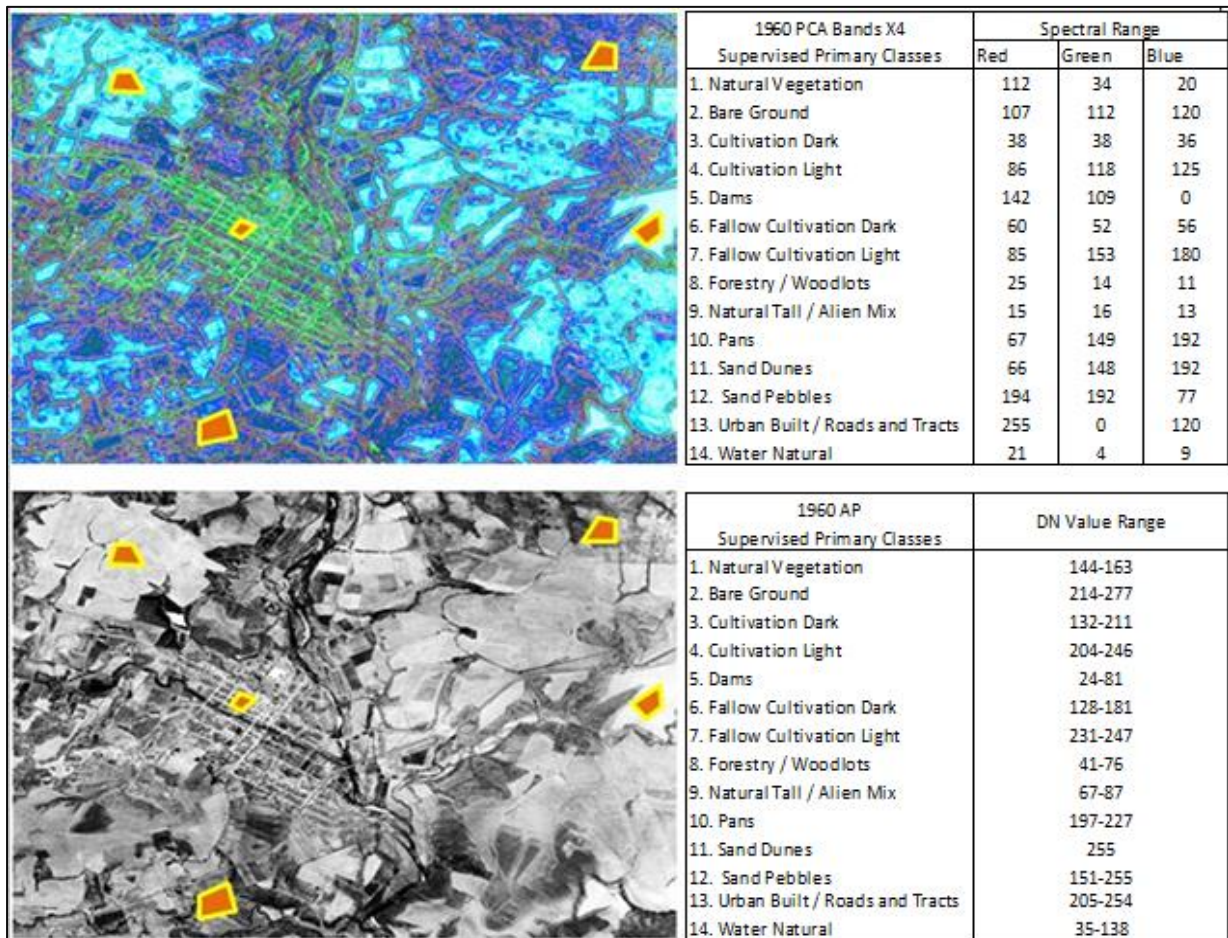 1960 PCA Bands X4 Spectral Range
Supervised Primary Classes Red Green Blue
1. Natural Vegetation 112 34 20
2. Bare Ground 107 112 120
3. Cultivation Dark 38 38 36
4. Cultivation Light 86 118 125
5. Dams 142 109 0
6. Fallow Cultivation Dark 60 52 56
7. Fallow Cultivation Light 85 153 180
8. Forestry / Woodlots 25 14 11
9. Natural Tall / Alien Mix 15 16 13
10. Pans 67 149 192
11. Sand Dunes 66 148 192
12. Sand Pebbles 194 192 77
13. Urban Built / Roads and Tracts 255 0 120
14. Water Natural 21 4 9
1960 AP DN Value Range
Supervised Primary Classes
1. Natural Vegetation 144-163
2. Bare Ground 214-277
3. Cultivation Dark 132-211
4. Cultivation Light 204-246
5. Dams 24-81
6. Fallow Cultivation Dark 128-181
7. Fallow Cultivation Light 231-247
8. Forestry / Woodlots 41-76
9. Natural Tall / Alien Mix 67-87
10. Pans 197-227
11. Sand Dunes 255
12. Sand Pebbles 151-255
13. Urban Built / Roads and Tracts 205-254
14. Water Natural 35-138